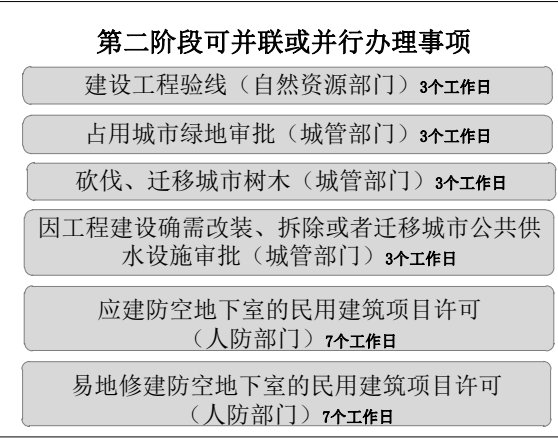 第二阶段可并联或并行办理事项
建设工程验线（自然资源部门）3个工作日
占用城市绿地审批（城管部门）3个工作日
砍伐、迁移城市树木（城管部门）3个工作日
因工程建设确需改装、拆除或者迁移城市公共供
水设施审批（城管部门）3个工作日
应建防空地下室的民用建筑项目许可
（人防部门）7个工作日
易地修建防空地下室的民用建筑项目许可
（人防部门）7个工作日